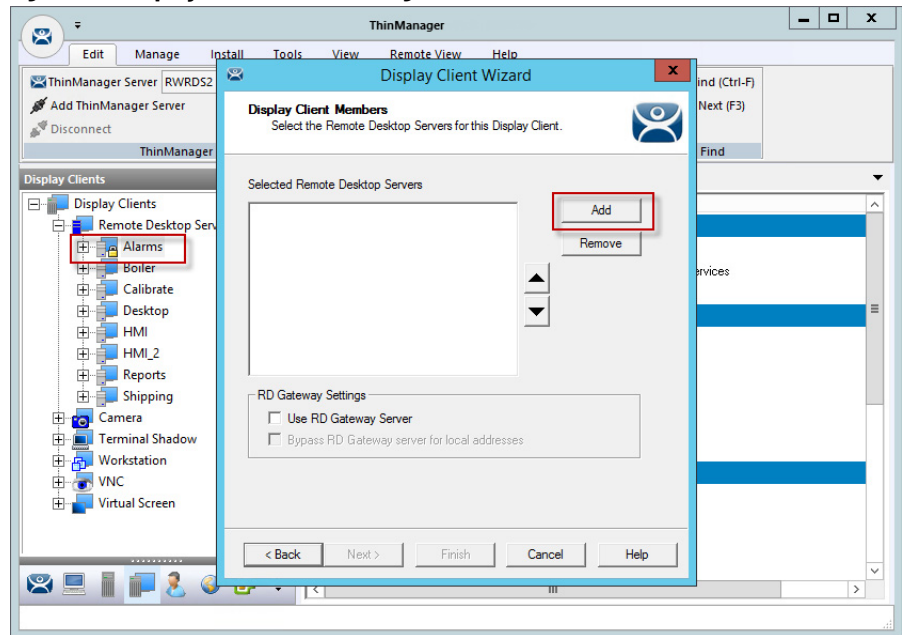 ThinManager
Edit Manage Install Tools View Remote View Help
ThinManager Server RWRDS2
Add ThinManager Server
Disconnect
ThinManager
ind (Ctrl-F)
Next (F3)
Find
Display Client Wizard
x
Display Client Members
Select the Remote Desktop Servers for this Display Client.
Selected Remote Desktop Servers
Add
Remove
RD Gateway Settings
Use RD Gateway Server
Bypass RD Gateway server for local addresses
< Back Next > Finish Cancel Help
Display Clients
Display Clients
Remote Desktop Serv
Alarms
Boiler
Calibrate
Desktop
HMI
HMI_2
Reports
Shipping
Camera
Terminal Shadow
Workstation
VNC
Virtual Screen
ervices